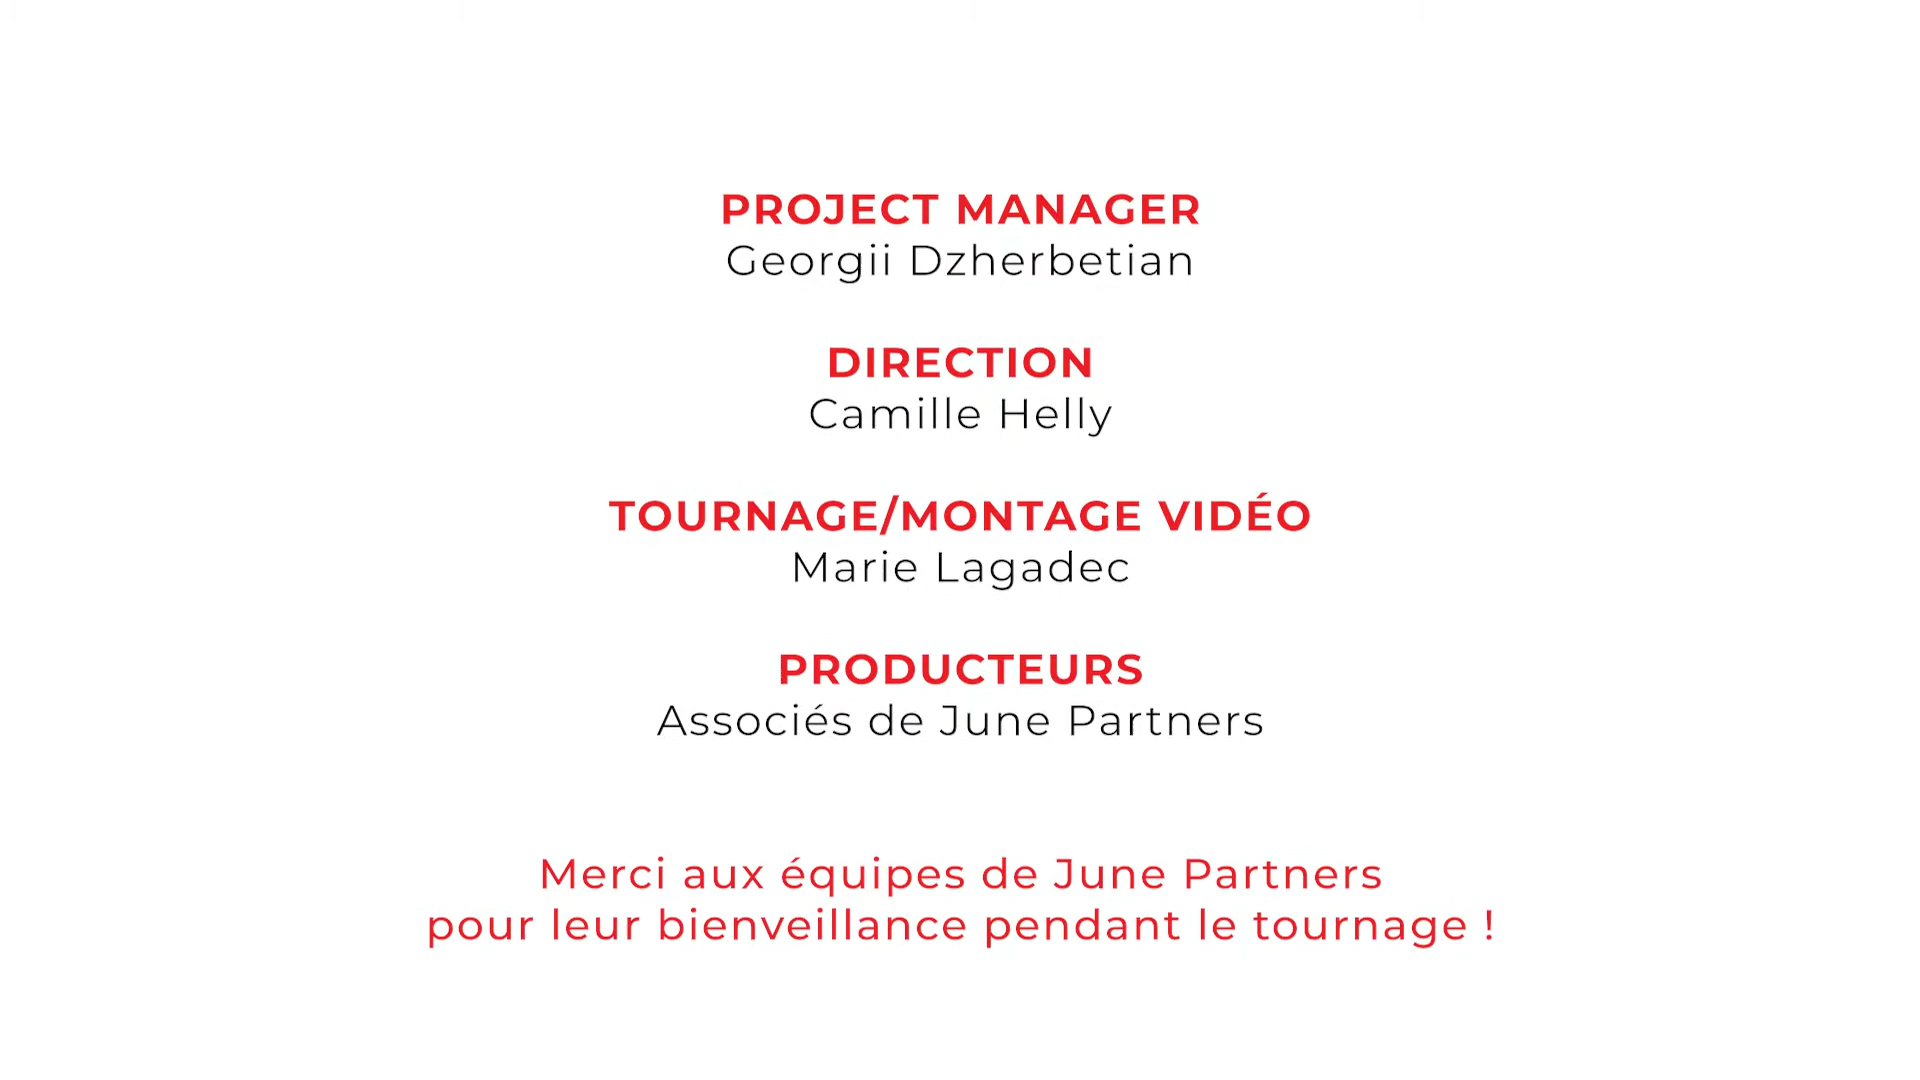 PROJECT MANAGER
Georgii Dzherbetian
DIRECTION
Camille Helly
TOURNAGE/MONTAGE VIDÉO
Marie Lagadec
PRODUCTEURS
Associés de June Partners
Merci aux équipes de June Partners
pour leur bienveillance pendant le tournage !